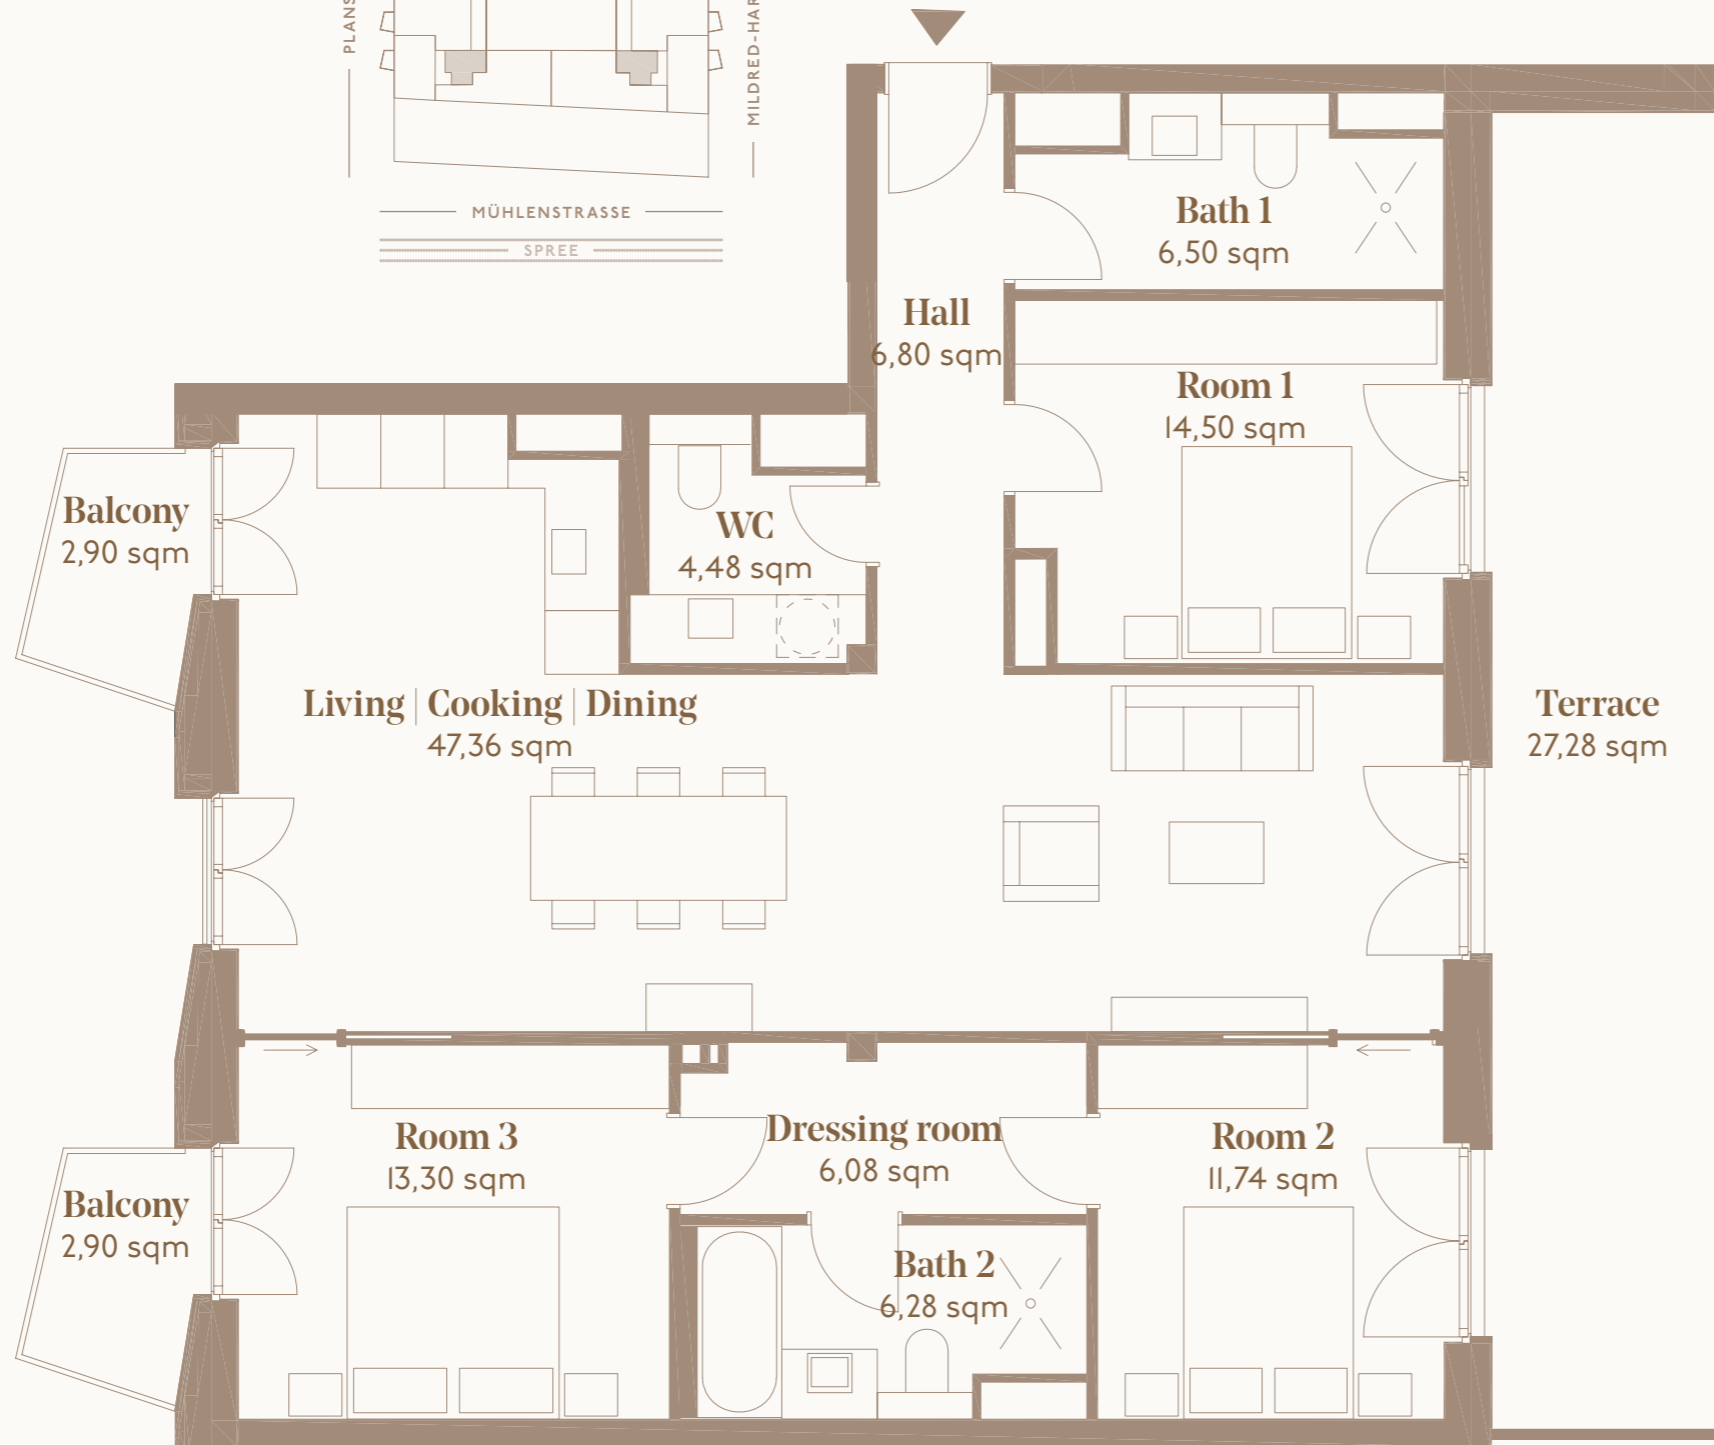 PLANS
MILDRED-HAR
MÜHLENSTRASSE
SPREE
Bath 1
6,50 sqm
Hall
6,80 sqm
Room 1
14,50 sqm
Balcony
2,90 sqm
WC
4,48 sqm
Living | Cooking | Dining
47,36 sqm
Terrace
27,28 sqm
Room 3
13,30 sqm
Dressing room
6,08 sqm
Room 2
11,74 sqm
Balcony
2,90 sqm
Bath 2
6,28 sqm